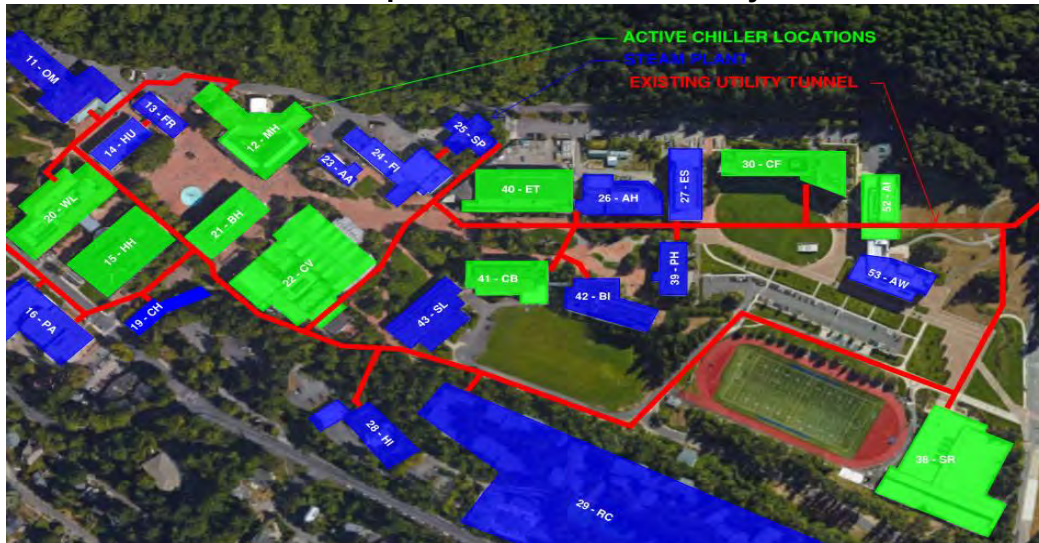 ACTIVE CHILLER LOCATIONS
STEAM PLANT
EXISTING UTILITY TUNNEL
11 - OM
13 - FR
14 - HU
12 - MH
25 - SP
24 - FI
23 - AA
20 - WL
15 - HH
21 - BH
22 - CV
40 - ET
26 - AH
27 - ES
30 - CF
52 - AI
16 - PA
19 - CH
43 - SL
41 - CB
42 - BI
39 - PH
53 - AW
28 - HI
29 - RC
38 - SR